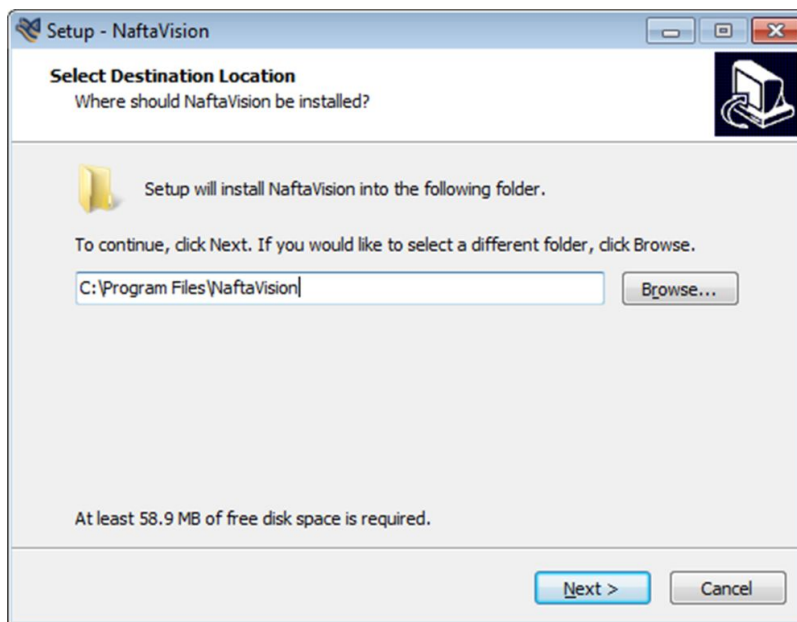 Setup - NaftaVision
Select Destination Location
Where should NaftaVision be installed?
Setup will install NaftaVision into the following folder.
To continue, click Next. If you would like to select a different folder, click Browse.
C:\Program Files\NaftaVision
Browse...
At least 58.9 MB of free disk space is required.
Next >
Cancel